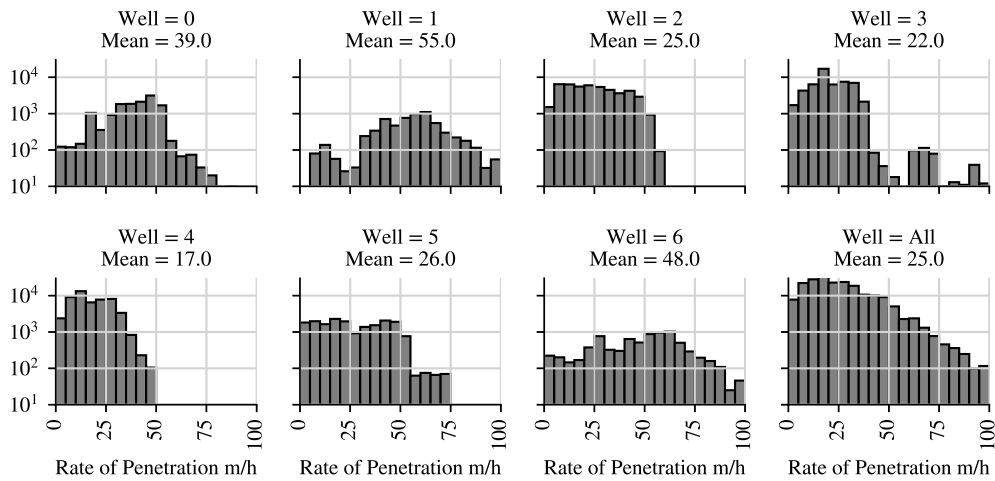 Well = 0
Mean = 39.0
Well = 1
Mean = 55.0
Well = 2
Mean = 25.0
Well = 3
Mean = 22.0
10⁴
10³
10²
10¹
Well = 4
Mean = 17.0
Well = 5
Mean = 26.0
Well = 6
Mean = 48.0
Well = All
Mean = 25.0
10⁴
10³
10²
10¹
0 25 50 75 100
0 25 50 75 100
0 25 50 75 100
0 25 50 75 100
Rate of Penetration m/h
Rate of Penetration m/h
Rate of Penetration m/h
Rate of Penetration m/h